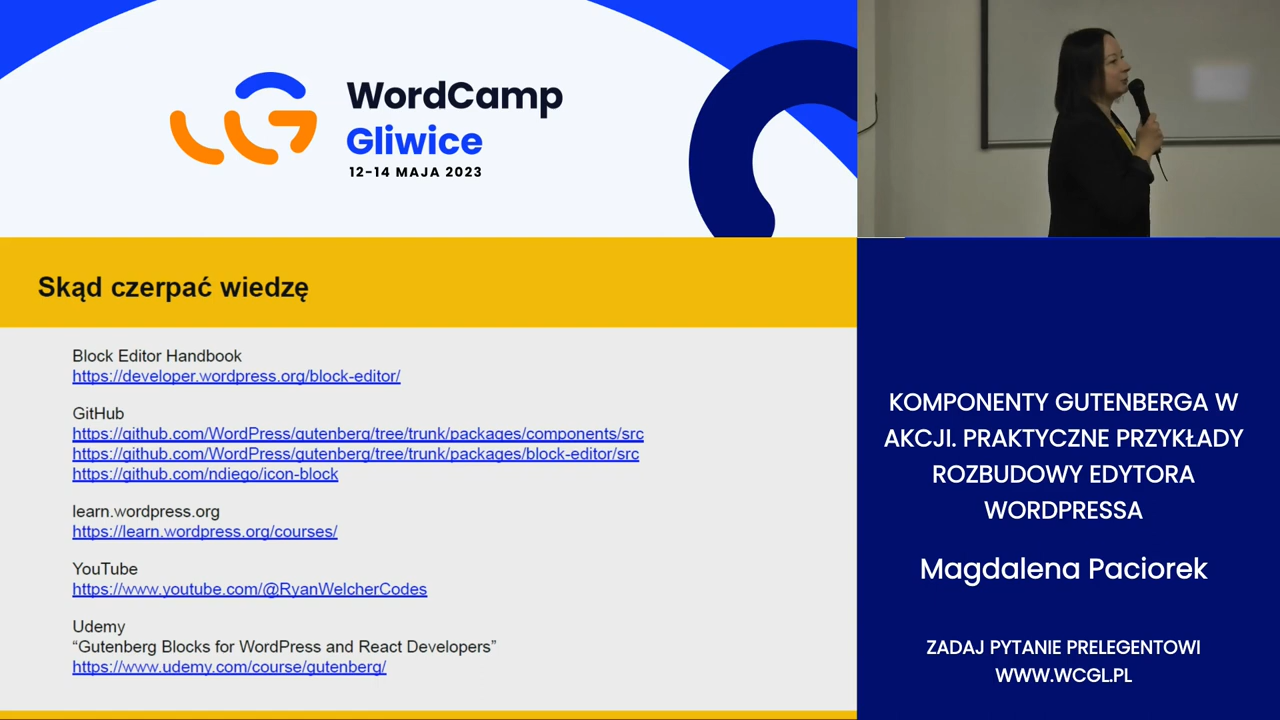 WordCamp
Gliwice
12-14 MAJA 2023
Skąd czerpać wiedzę
Block Editor Handbook
https://developer.wordpress.org/block-editor/
GitHub
https://github.com/WordPress/gutenberg/tree/trunk/packages/components/src
https://github.com/WordPress/gutenberg/tree/trunk/packages/block-editor/src
https://github.com/ndiego/icon-block
learn.wordpress.org
https://learn.wordpress.org/courses/
YouTube
https://www.youtube.com/@RyanWelcherCodes
Udemy
“Gutenberg Blocks for WordPress and React Developers”
https://www.udemy.com/course/gutenberg/
KOMPONENTY GUTENBERGA W
AKCJI. PRAKTYCZNE PRZYKŁADY
ROZBUDOWY EDYTORA
WORDPRESSA
Magdalena Paciorek
ZADAJ PYTANIE PRELEGENTOWI
WWW.WCGL.PL